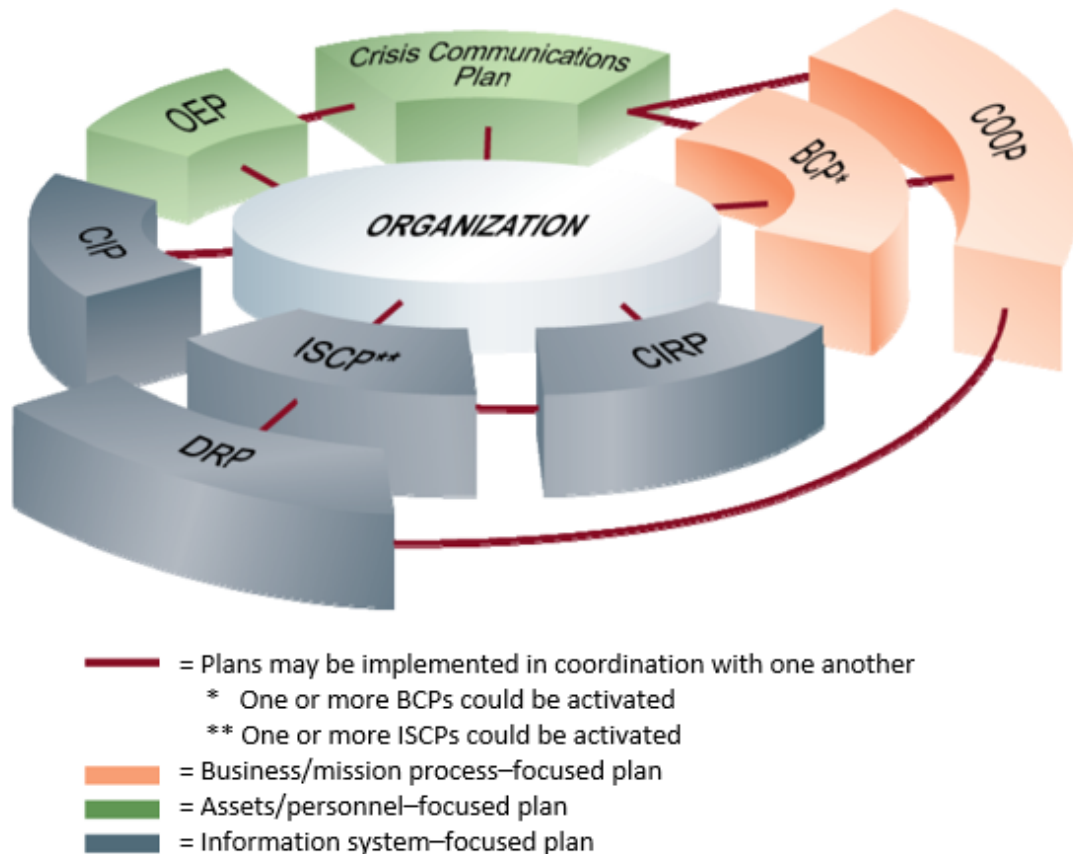 Crisis Communications
Plan
OEP
COOP
BCP*
CIP
ORGANIZATION
ISCP**
CIRP
DRP
= Plans may be implemented in coordination with one another
* One or more BCPs could be activated
** One or more ISCPs could be activated
= Business/mission process–focused plan
= Assets/personnel–focused plan
= Information system–focused plan